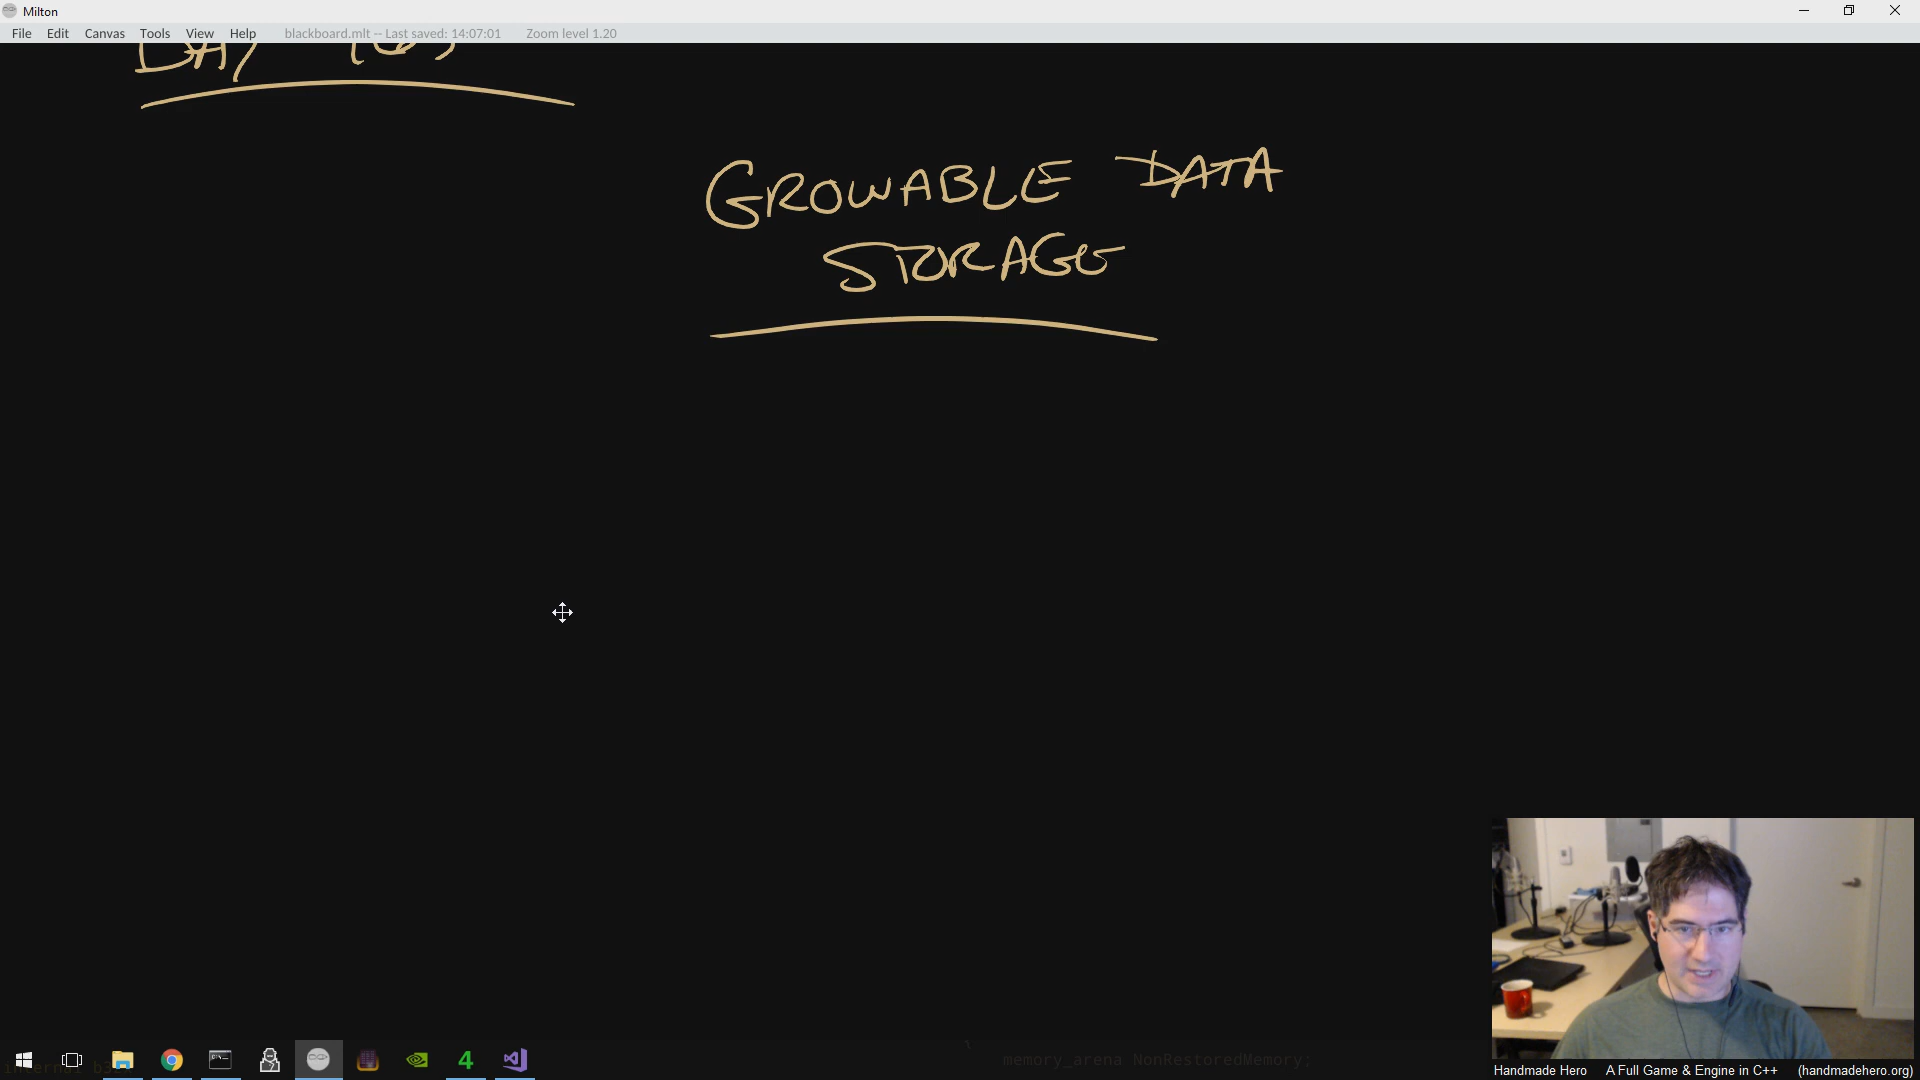 Milton
File Edit Canvas Tools View Help blackboard.mlt -- Last saved: 14:07:01 Zoom level 1.20
DAY
GROWABLE DATA
STORAGE
memory_arena NonRestoredMemory;
Handmade Hero A Full Game & Engine in C++ (handmadehero.org)